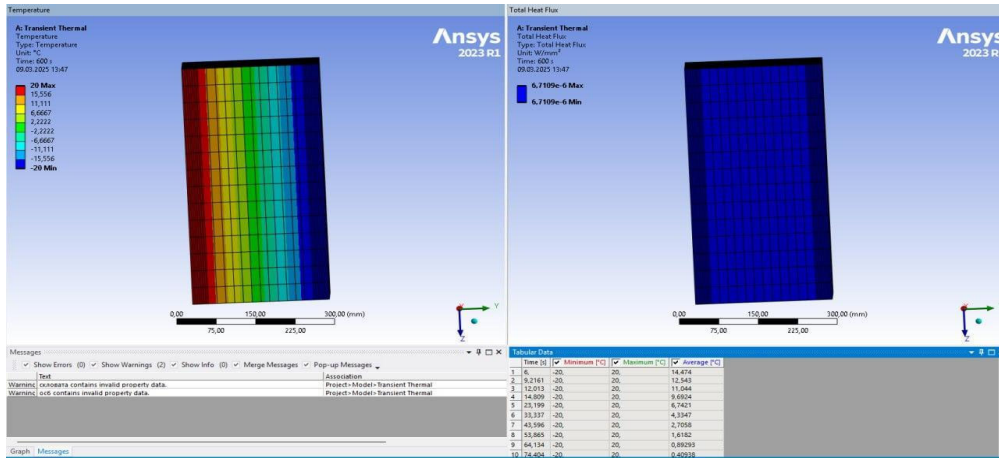 Temperature
A: Transient Thermal
Temperature
Type: Temperature
Unit: °C
Time: 600 s
09.03.2025 13:47
20 Max
15,556
11,111
6,6667
2,2222
-2,2222
-6,6667
-11,111
-15,556
-20 Min
Ansys
2023 R1
0,00 150,00 300,00 (mm)
75,00 225,00
Y
Z
Total Heat Flux
A: Transient Thermal
Total Heat Flux
Type: Total Heat Flux
Unit: W/mm²
Time: 600 s
09.03.2025 13:47
6,7109e-6 Max
6,7109e-6 Min
Ansys
2023 R1
0,00 150,00 300,00 (mm)
75,00 225,00
Y
Z
Messages
Show Errors (0) Show Warnings (2) Show Info (0) Merge Messages Pop-up Messages
Text Association
Warning скловата contains invalid property data. Project>Model>Transient Thermal
Warning осб contains invalid property data. Project>Model>Transient Thermal
Graph Messages
Tabular Data
Time [s] Minimum [°C] Maximum [°C] Average [°C]
1 6, -20, 20, 14,474
2 9,2161 -20, 20, 12,543
3 12,013 -20, 20, 11,044
4 14,809 -20, 20, 9,6924
5 23,199 -20, 20, 6,7421
6 33,337 -20, 20, 4,3347
7 43,596 -20, 20, 2,7058
8 53,865 -20, 20, 1,6182
9 64,134 -20, 20, 0,89293
10 74,404 -20, 20, 0,40938